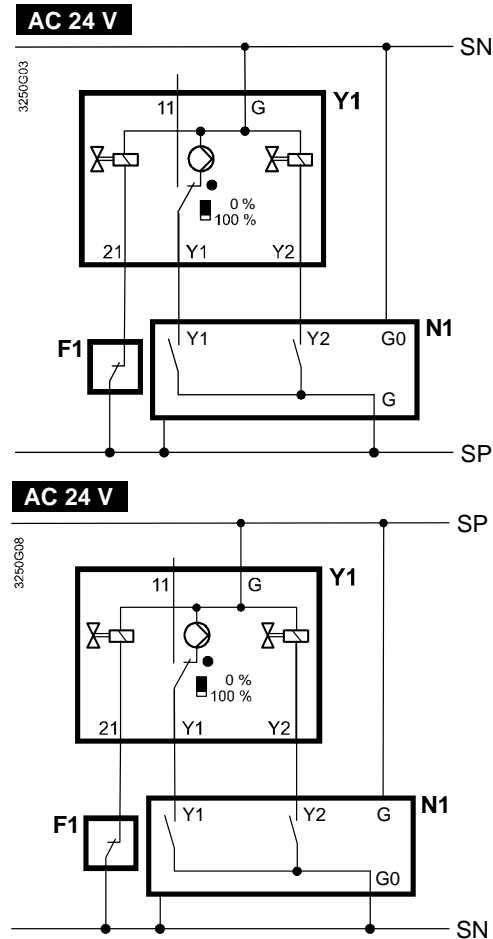 AC 24 V
SN
3250G03
11 G Y1
0 %
100 %
21 Y1 Y2
F1 Y1 Y2 G0 N1
G
SP
AC 24 V
SP
3250G08
11 G Y1
0 %
100 %
21 Y1 Y2
F1 Y1 Y2 G N1
G0
SN